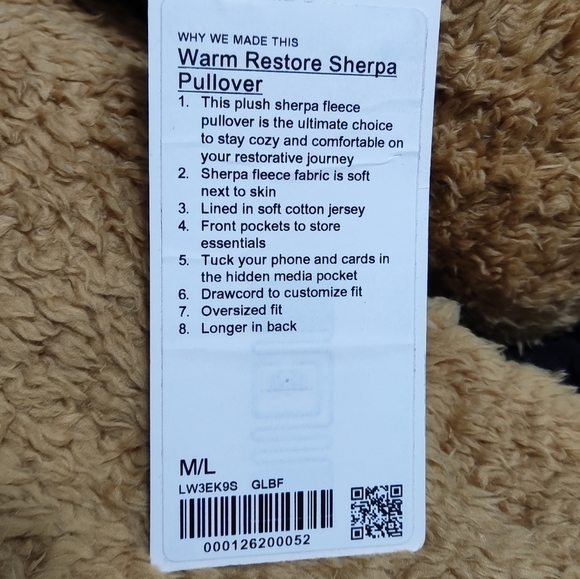 WHY WE MADE THIS
Warm Restore Sherpa
Pullover
1. This plush sherpa fleece
pullover is the ultimate choice
to stay cozy and comfortable on
your restorative journey
2. Sherpa fleece fabric is soft
next to skin
3. Lined in soft cotton jersey
4. Front pockets to store
essentials
5. Tuck your phone and cards in
the hidden media pocket
6. Drawcord to customize fit
7. Oversized fit
8. Longer in back
M/L
LW3EK9S GLBF
000126200052